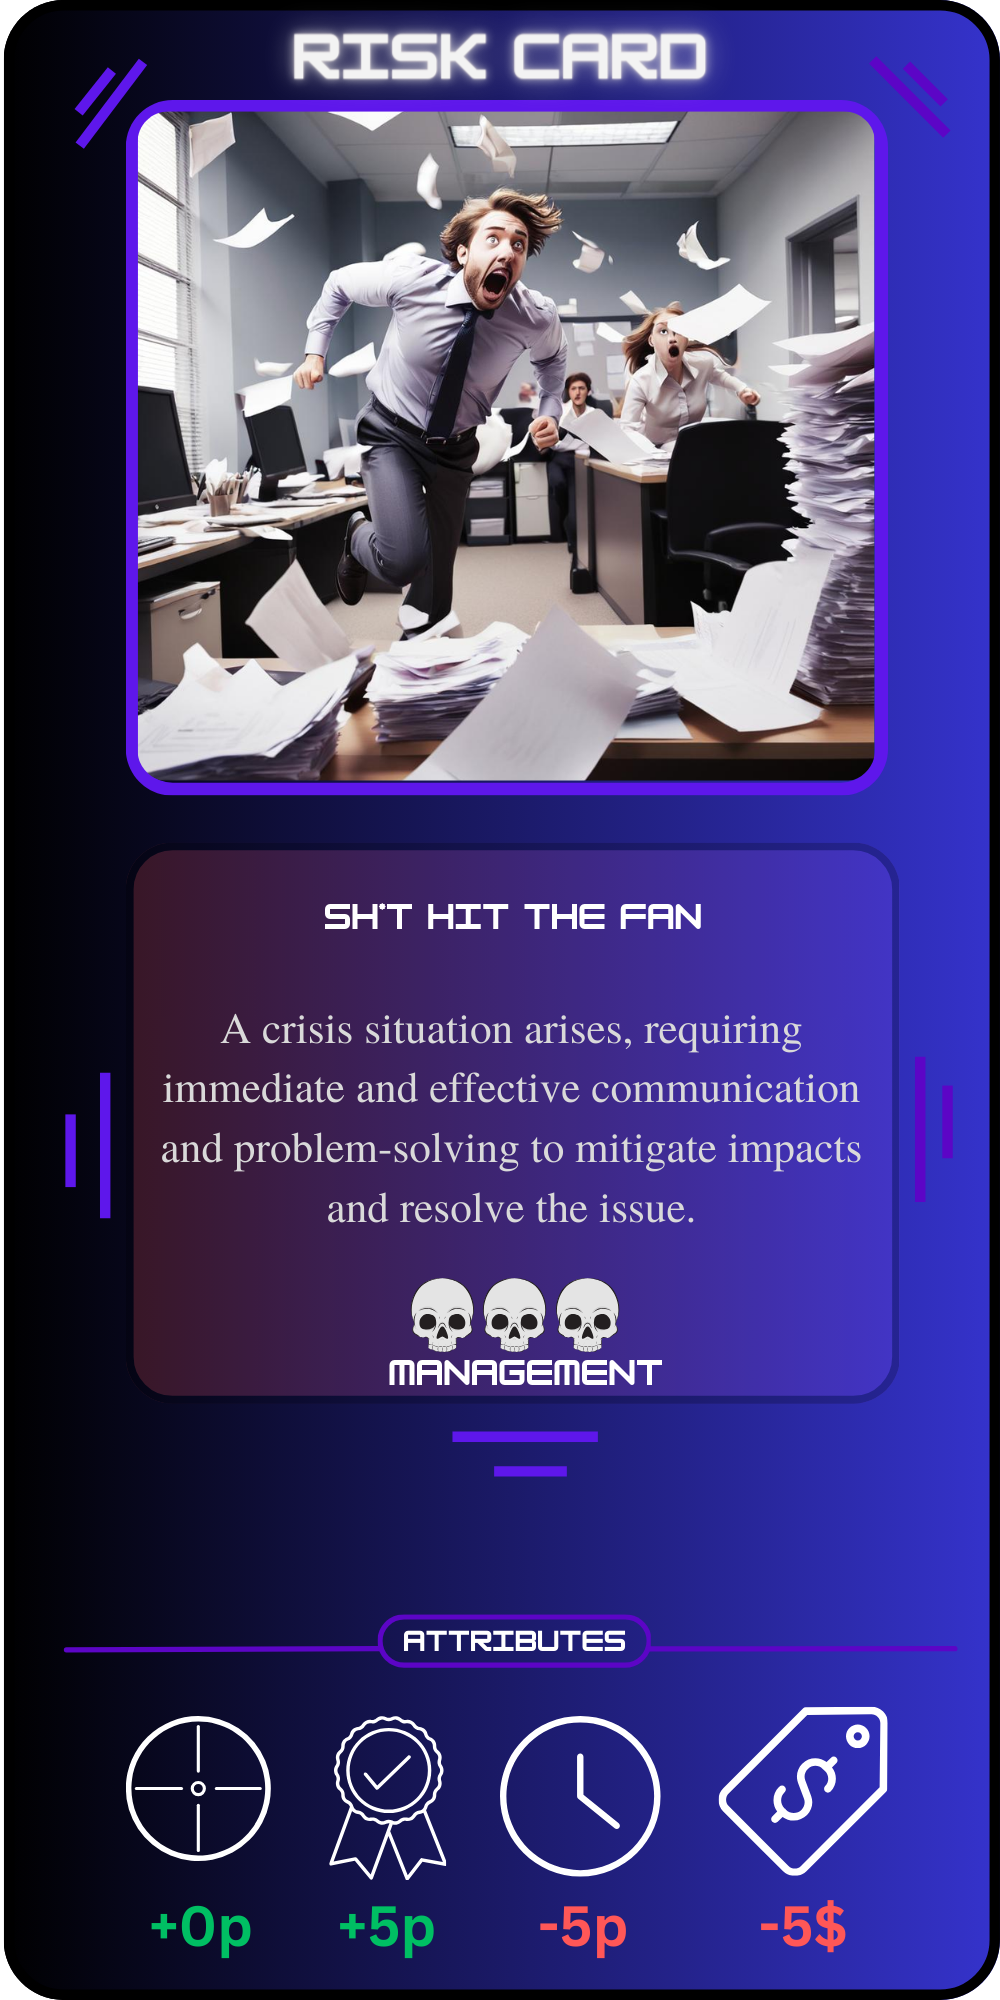 RISK CARD
SH*T HIT THE FAN
A crisis situation arises, requiring
immediate and effective communication
and problem-solving to mitigate impacts
and resolve the issue.
MANAGEMENT
ATTRIBUTES
+0p +5p -5p -5$